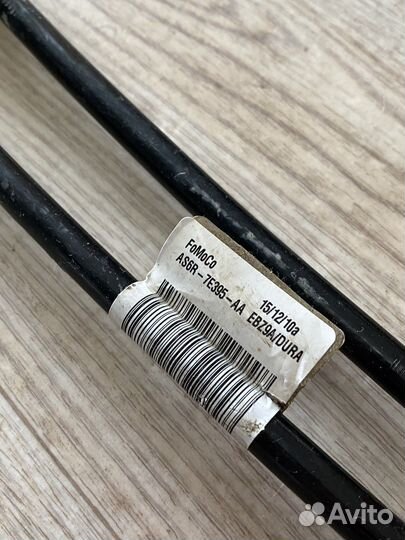 FoMoCo 15/12/10a
AS6R-7E395-AA EBZ9A/DURA
Avito